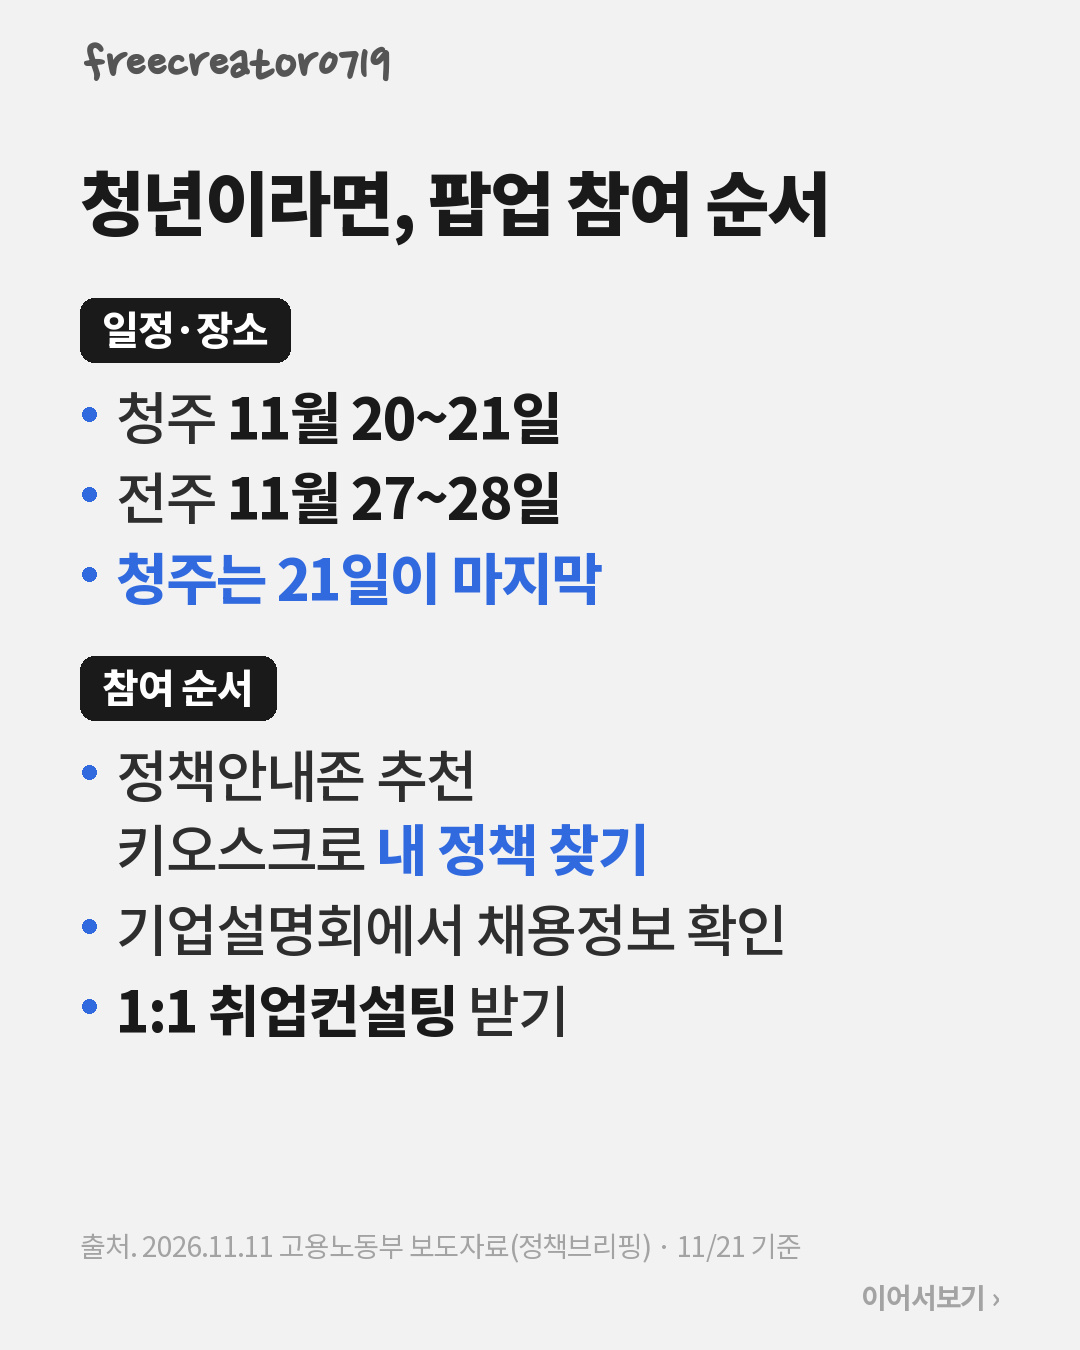 freecreator0719
청년이라면, 팝업 참여 순서
일정·장소
• 청주 11월 20~21일
• 전주 11월 27~28일
• 청주는 21일이 마지막
참여 순서
• 정책안내존 추천
키오스크로 내 정책 찾기
• 기업설명회에서 채용정보 확인
• 1:1 취업컨설팅 받기
출처. 2026.11.11 고용노동부 보도자료(정책브리핑) · 11/21 기준
이어서보기 ›